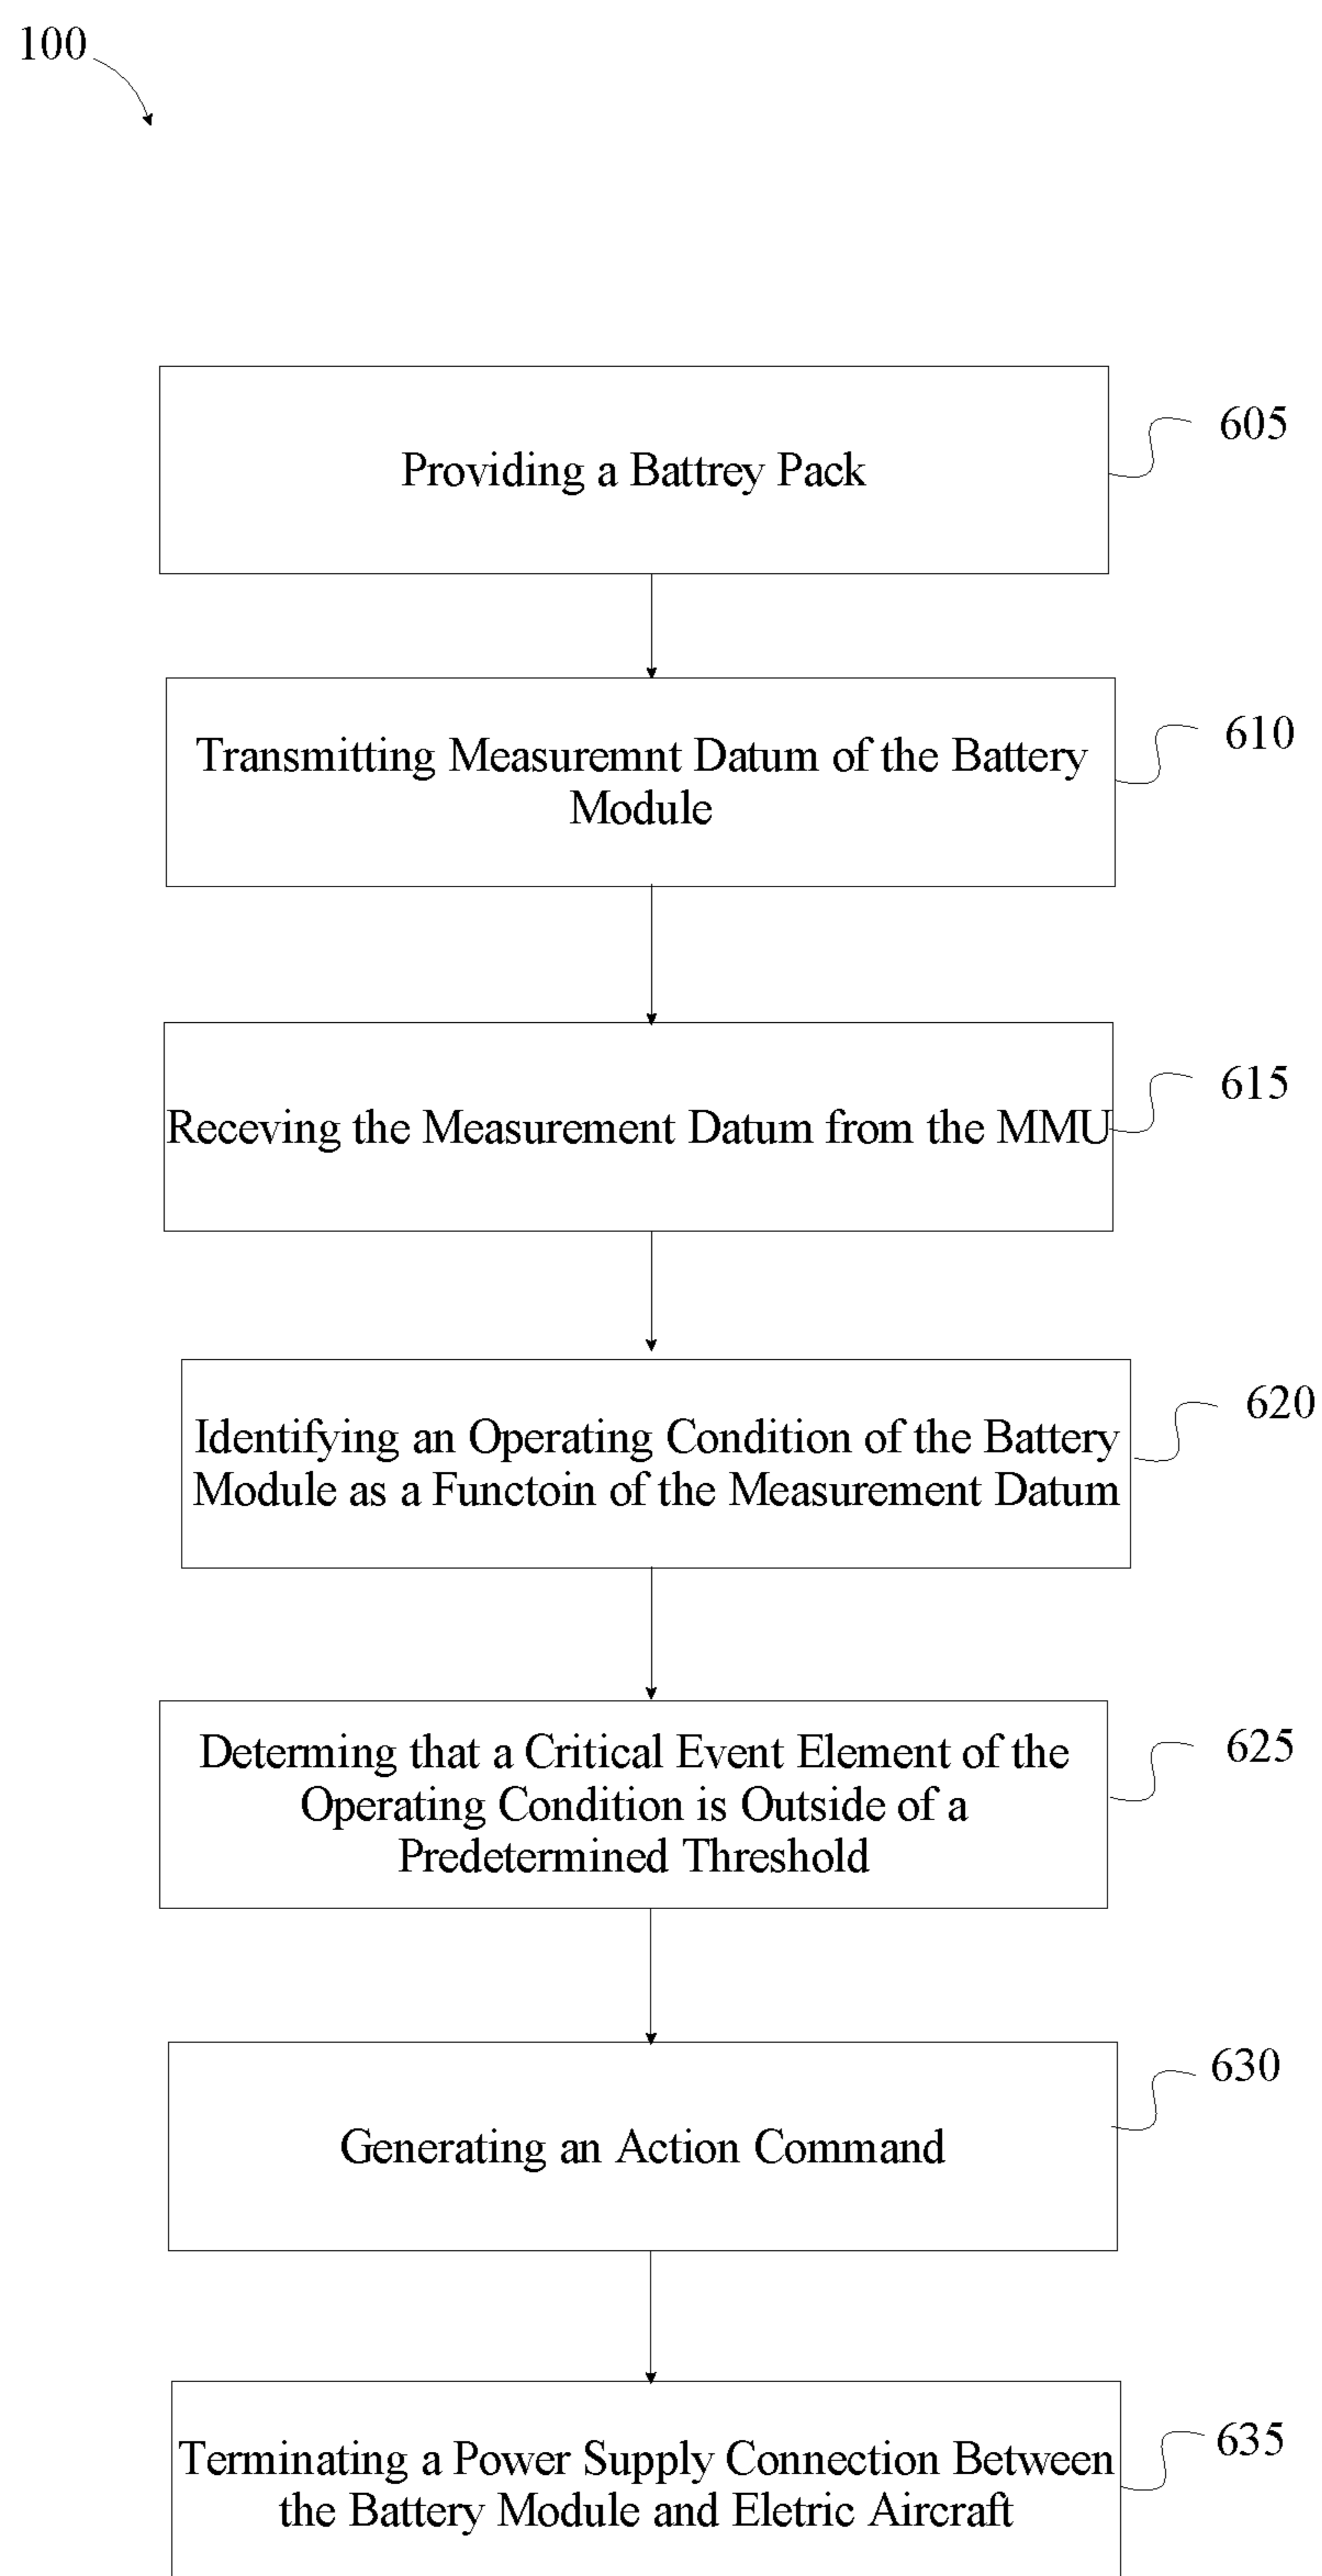 100
Providing a Battrey Pack
605
Transmitting Measuremnt Datum of the Battery
Module
610
Receving the Measurement Datum from the MMU
615
Identifying an Operating Condition of the Battery
Module as a Functoin of the Measurement Datum
620
Determing that a Critical Event Element of the
Operating Condition is Outside of a
Predetermined Threshold
625
Generating an Action Command
630
Terminating a Power Supply Connection Between
the Battery Module and Eletric Aircraft
635